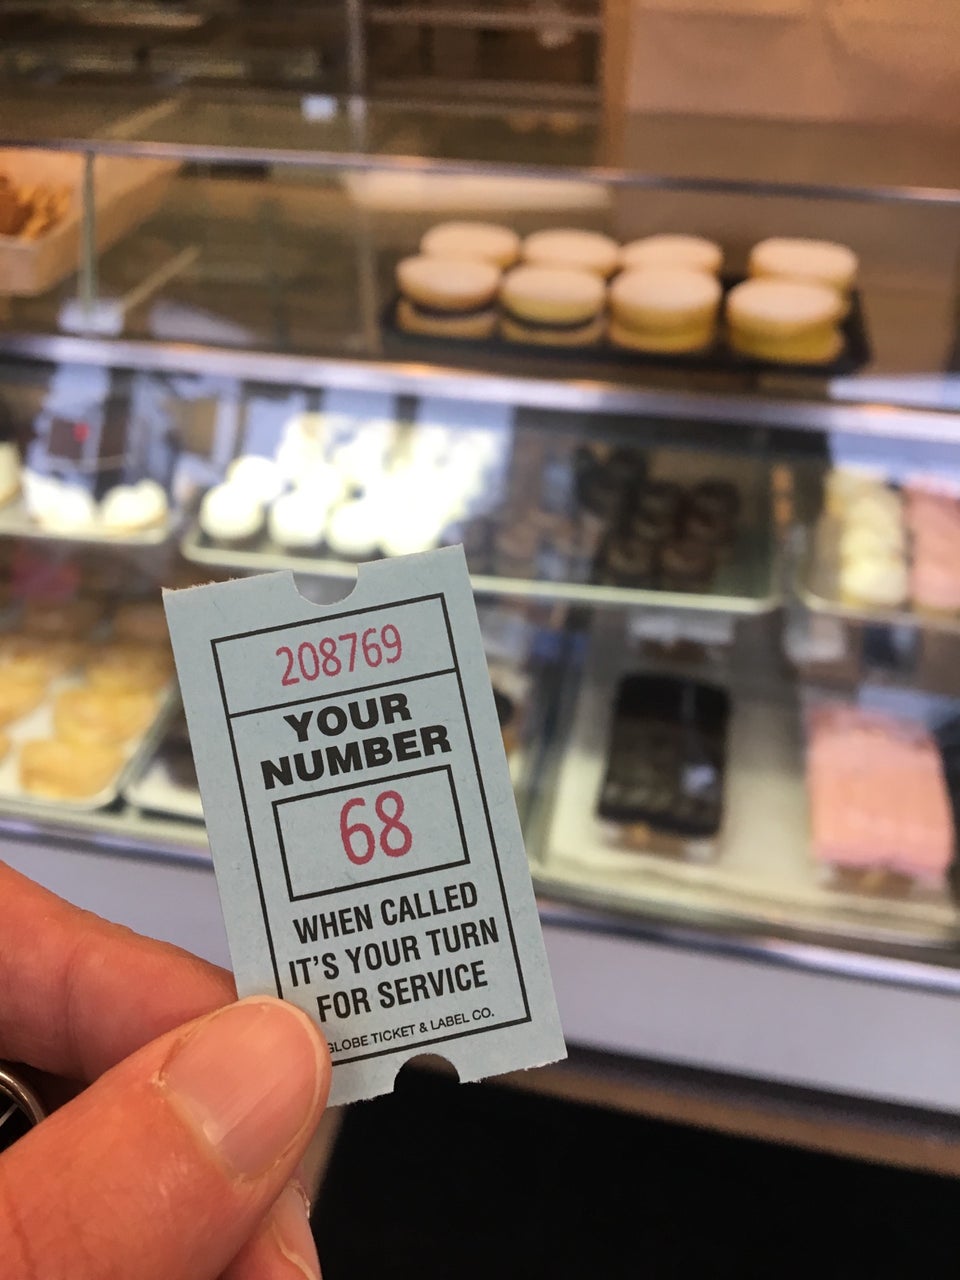 208769
YOUR
NUMBER
68
WHEN CALLED
IT'S YOUR TURN
FOR SERVICE
GLOBE TICKET & LABEL CO.